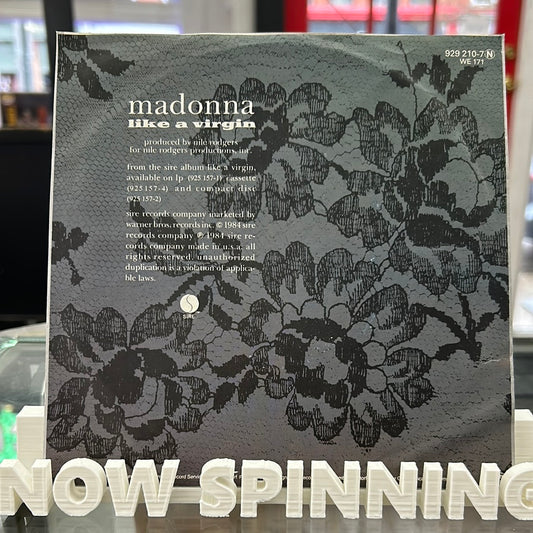 929 210-7 N
WE 171
madonna
like a virgin
produced by nile rodgers
for nile rodgers productions, inc.
from the sire album like a virgin,
available on lp (925 157-1) cassette
(925 157-4) and compact disc
(925 157-2)
sire records company marketed by
warner bros. records inc. © 1984 sire
records company ℗ 1984 sire re-
cords company made in u.s.a. all
rights reserved. unauthorized
duplication is a violation of applica-
ble laws.
SIRE
Record Serv
NOW SPINNING